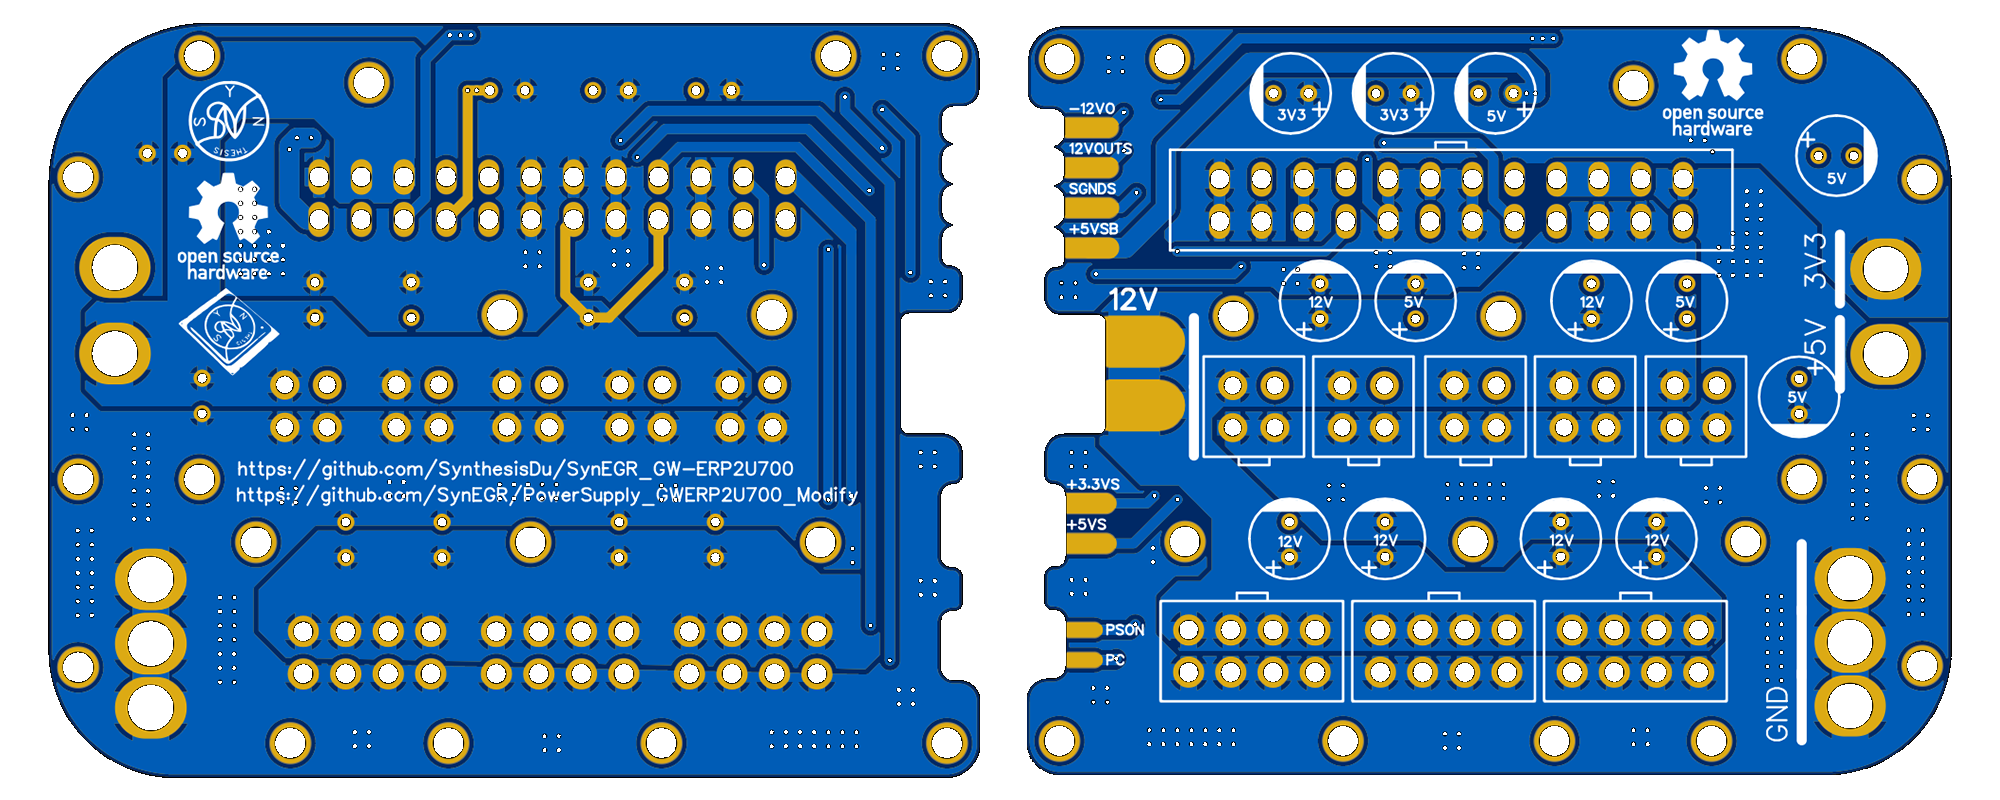 Y
S
N
THESIS
open source
hardware
https://github.com/SynthesisDu/SynEGR_GW-ERP2U700
https://github.com/SynEGR/PowerSupply_GWERP2U700_Modify
-12VO
12VOUTS
SGNDS
+5VSB
12V
+3.3VS
+5VS
PSON
PG
3V3
+
3V3
+
5V
+
open source
hardware
+
5V
3V3
+5V
12V
+
5V
+
12V
+
5V
+
5V
12V
+
12V
+
12V
+
12V
+
GND